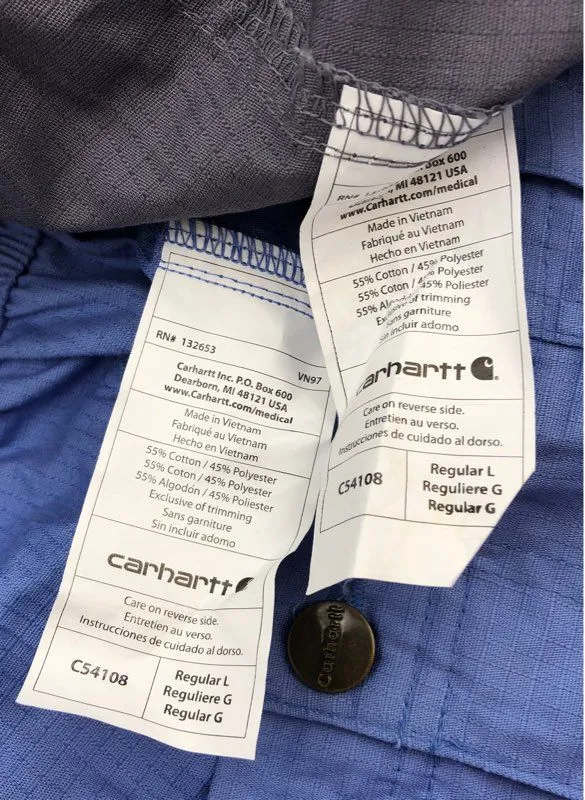 Box 600
MI 48121 USA
www.Carhartt.com/medical
Made in Vietnam
Fabriqué au Vietnam
Hecho en Vietnam
55% Cotton / 45% Polyester
55% Coton / 45% Polyester
55% Algodón / 45% Poliester
Exclusive of trimming
Sans garniture
Sin incluir adomo
carhartt
Care on reverse side.
Entretien au verso.
Instrucciones de cuidado al dorso.
C54108
Regular L
Reguliere G
Regular G
RN# 132653
VN97
Carhartt Inc. P.O. Box 600
Dearborn, MI 48121 USA
www.Carhartt.com/medical
Made in Vietnam
Fabriqué au Vietnam
Hecho en Vietnam
55% Cotton / 45% Polyester
55% Coton / 45% Polyester
55% Algodón / 45% Poliester
Exclusive of trimming
Sans garniture
Sin incluir adomo
carhartt
Care on reverse side.
Entretien au verso.
Instrucciones de cuidado al dorso.
C54108
Regular L
Reguliere G
Regular G
Carhartt